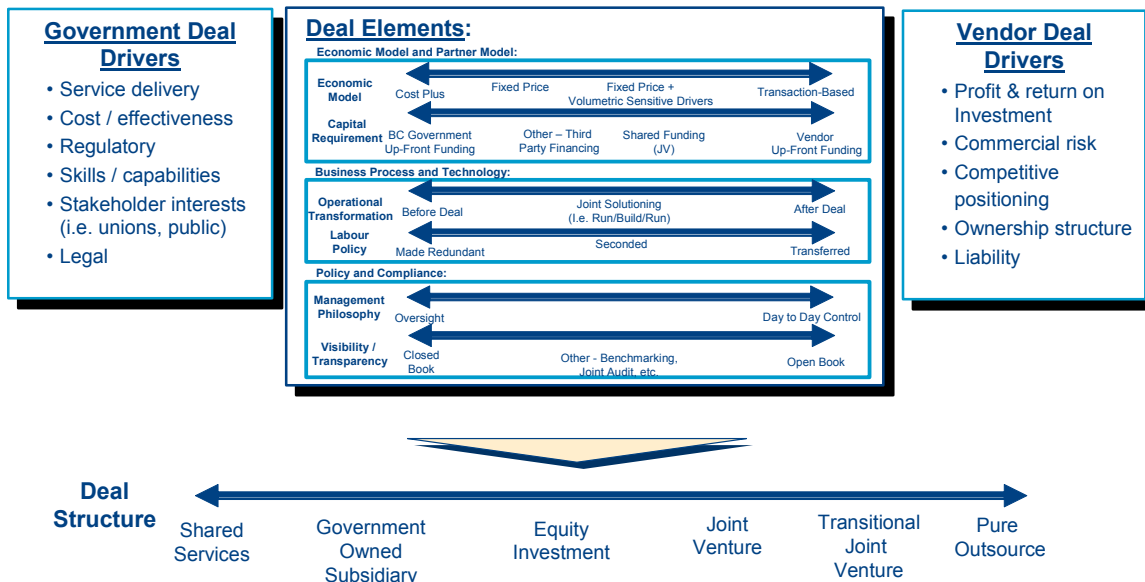 Government Deal
Drivers
• Service delivery
• Cost / effectiveness
• Regulatory
• Skills / capabilities
• Stakeholder interests
(i.e. unions, public)
• Legal
Deal Elements:
Economic Model and Partner Model:
Economic
Model
Cost Plus
Fixed Price
Fixed Price +
Volumetric Sensitive Drivers
Transaction-Based
Capital
Requirement
BC Government
Up-Front Funding
Other – Third
Party Financing
Shared Funding
(JV)
Vendor
Up-Front Funding
Business Process and Technology:
Operational
Transformation
Before Deal
Joint Solutioning
(I.e. Run/Build/Run)
After Deal
Labour
Policy
Made Redundant
Seconded
Transferred
Policy and Compliance:
Management
Philosophy
Oversight
Day to Day Control
Visibility /
Transparency
Closed
Book
Other - Benchmarking,
Joint Audit, etc.
Open Book
Vendor Deal
Drivers
• Profit & return on
Investment
• Commercial risk
• Competitive
positioning
• Ownership structure
• Liability
Deal
Structure
Shared
Services
Government
Owned
Subsidiary
Equity
Investment
Joint
Venture
Transitional
Joint
Venture
Pure
Outsource